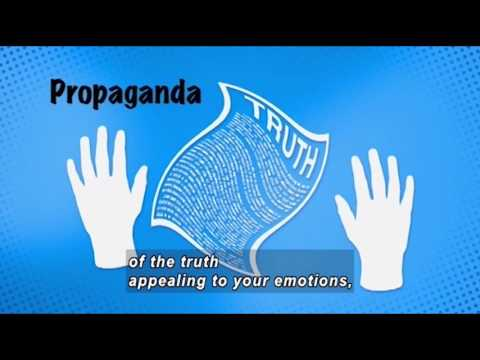 Propaganda
TRUTH
of the truth
appealing to your emotions,